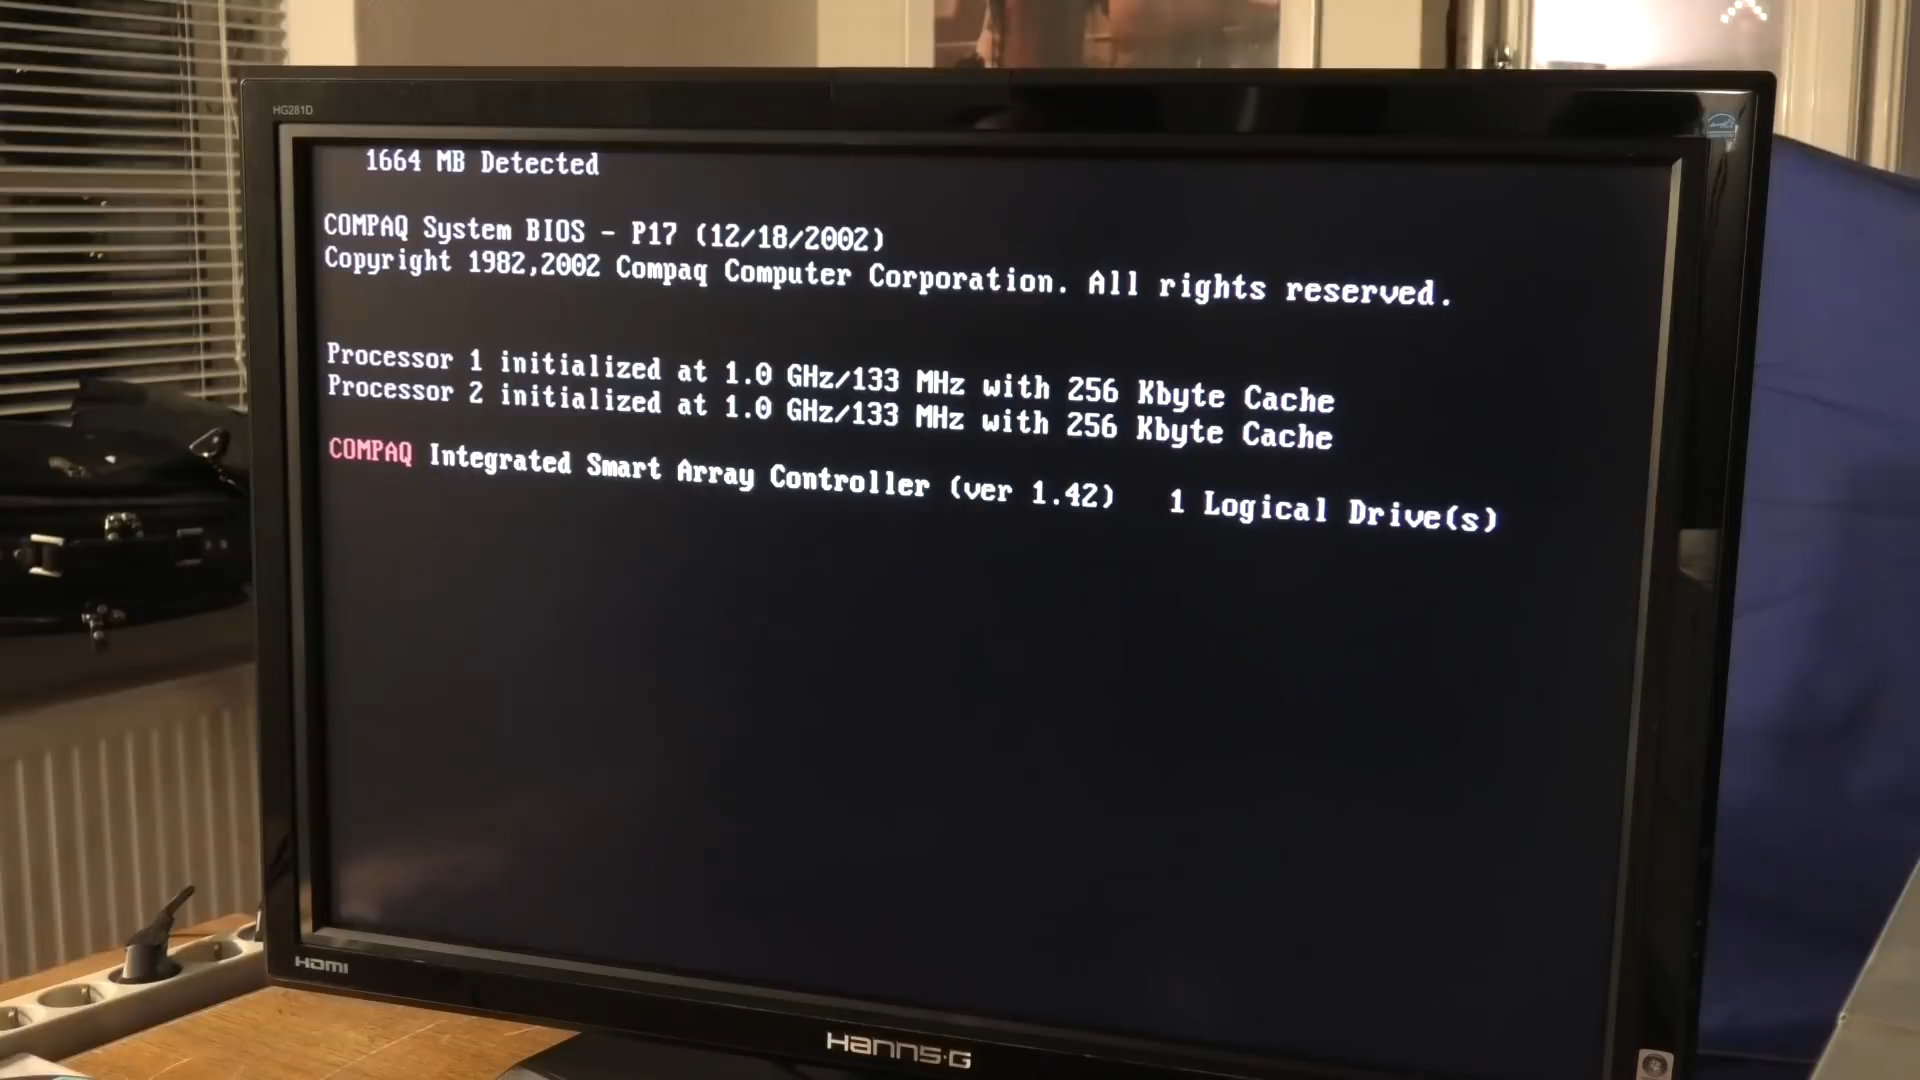 HG281D
1664 MB Detected
COMPAQ System BIOS - P17 (12/18/2002)
Copyright 1982,2002 Compaq Computer Corporation. All rights reserved.
Processor 1 initialized at 1.0 GHz/133 MHz with 256 Kbyte Cache
Processor 2 initialized at 1.0 GHz/133 MHz with 256 Kbyte Cache
COMPAQ Integrated Smart Array Controller (ver 1.42)   1 Logical Drive(s)
HDMI
Hanns·G